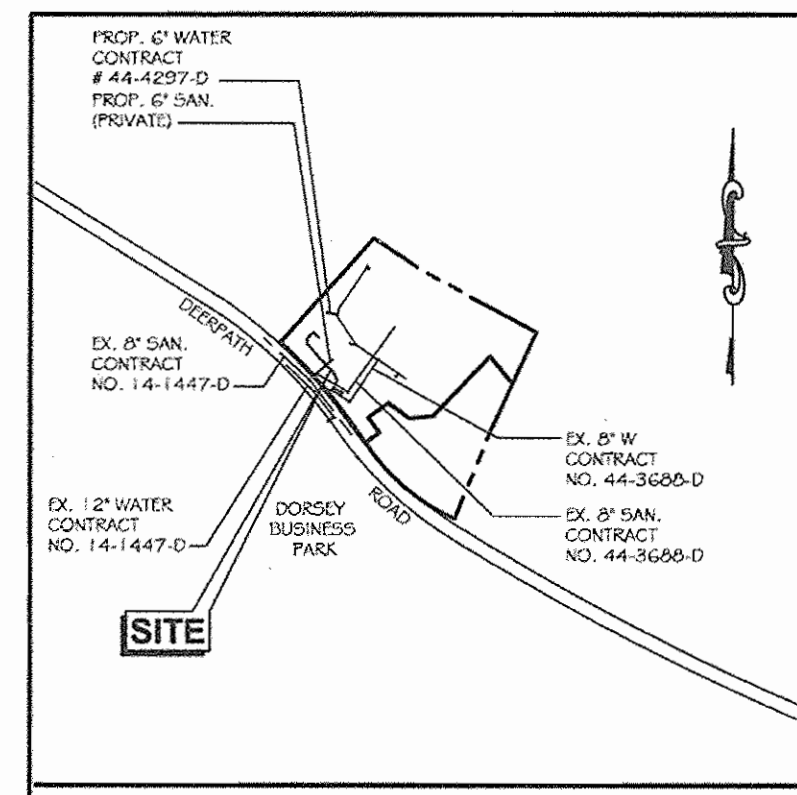 PROP. 6" WATER
CONTRACT
# 44-4297-D
PROP. 6" SAN.
(PRIVATE)
DEERPATH
EX. 8" SAN.
CONTRACT
NO. 14-1447-D
EX. 12" WATER
CONTRACT
NO. 14-1447-D
DORSEY
BUSINESS
PARK
ROAD
EX. 8" W
CONTRACT
NO. 44-3688-D
EX. 8" SAN.
CONTRACT
NO. 44-3688-D
SITE